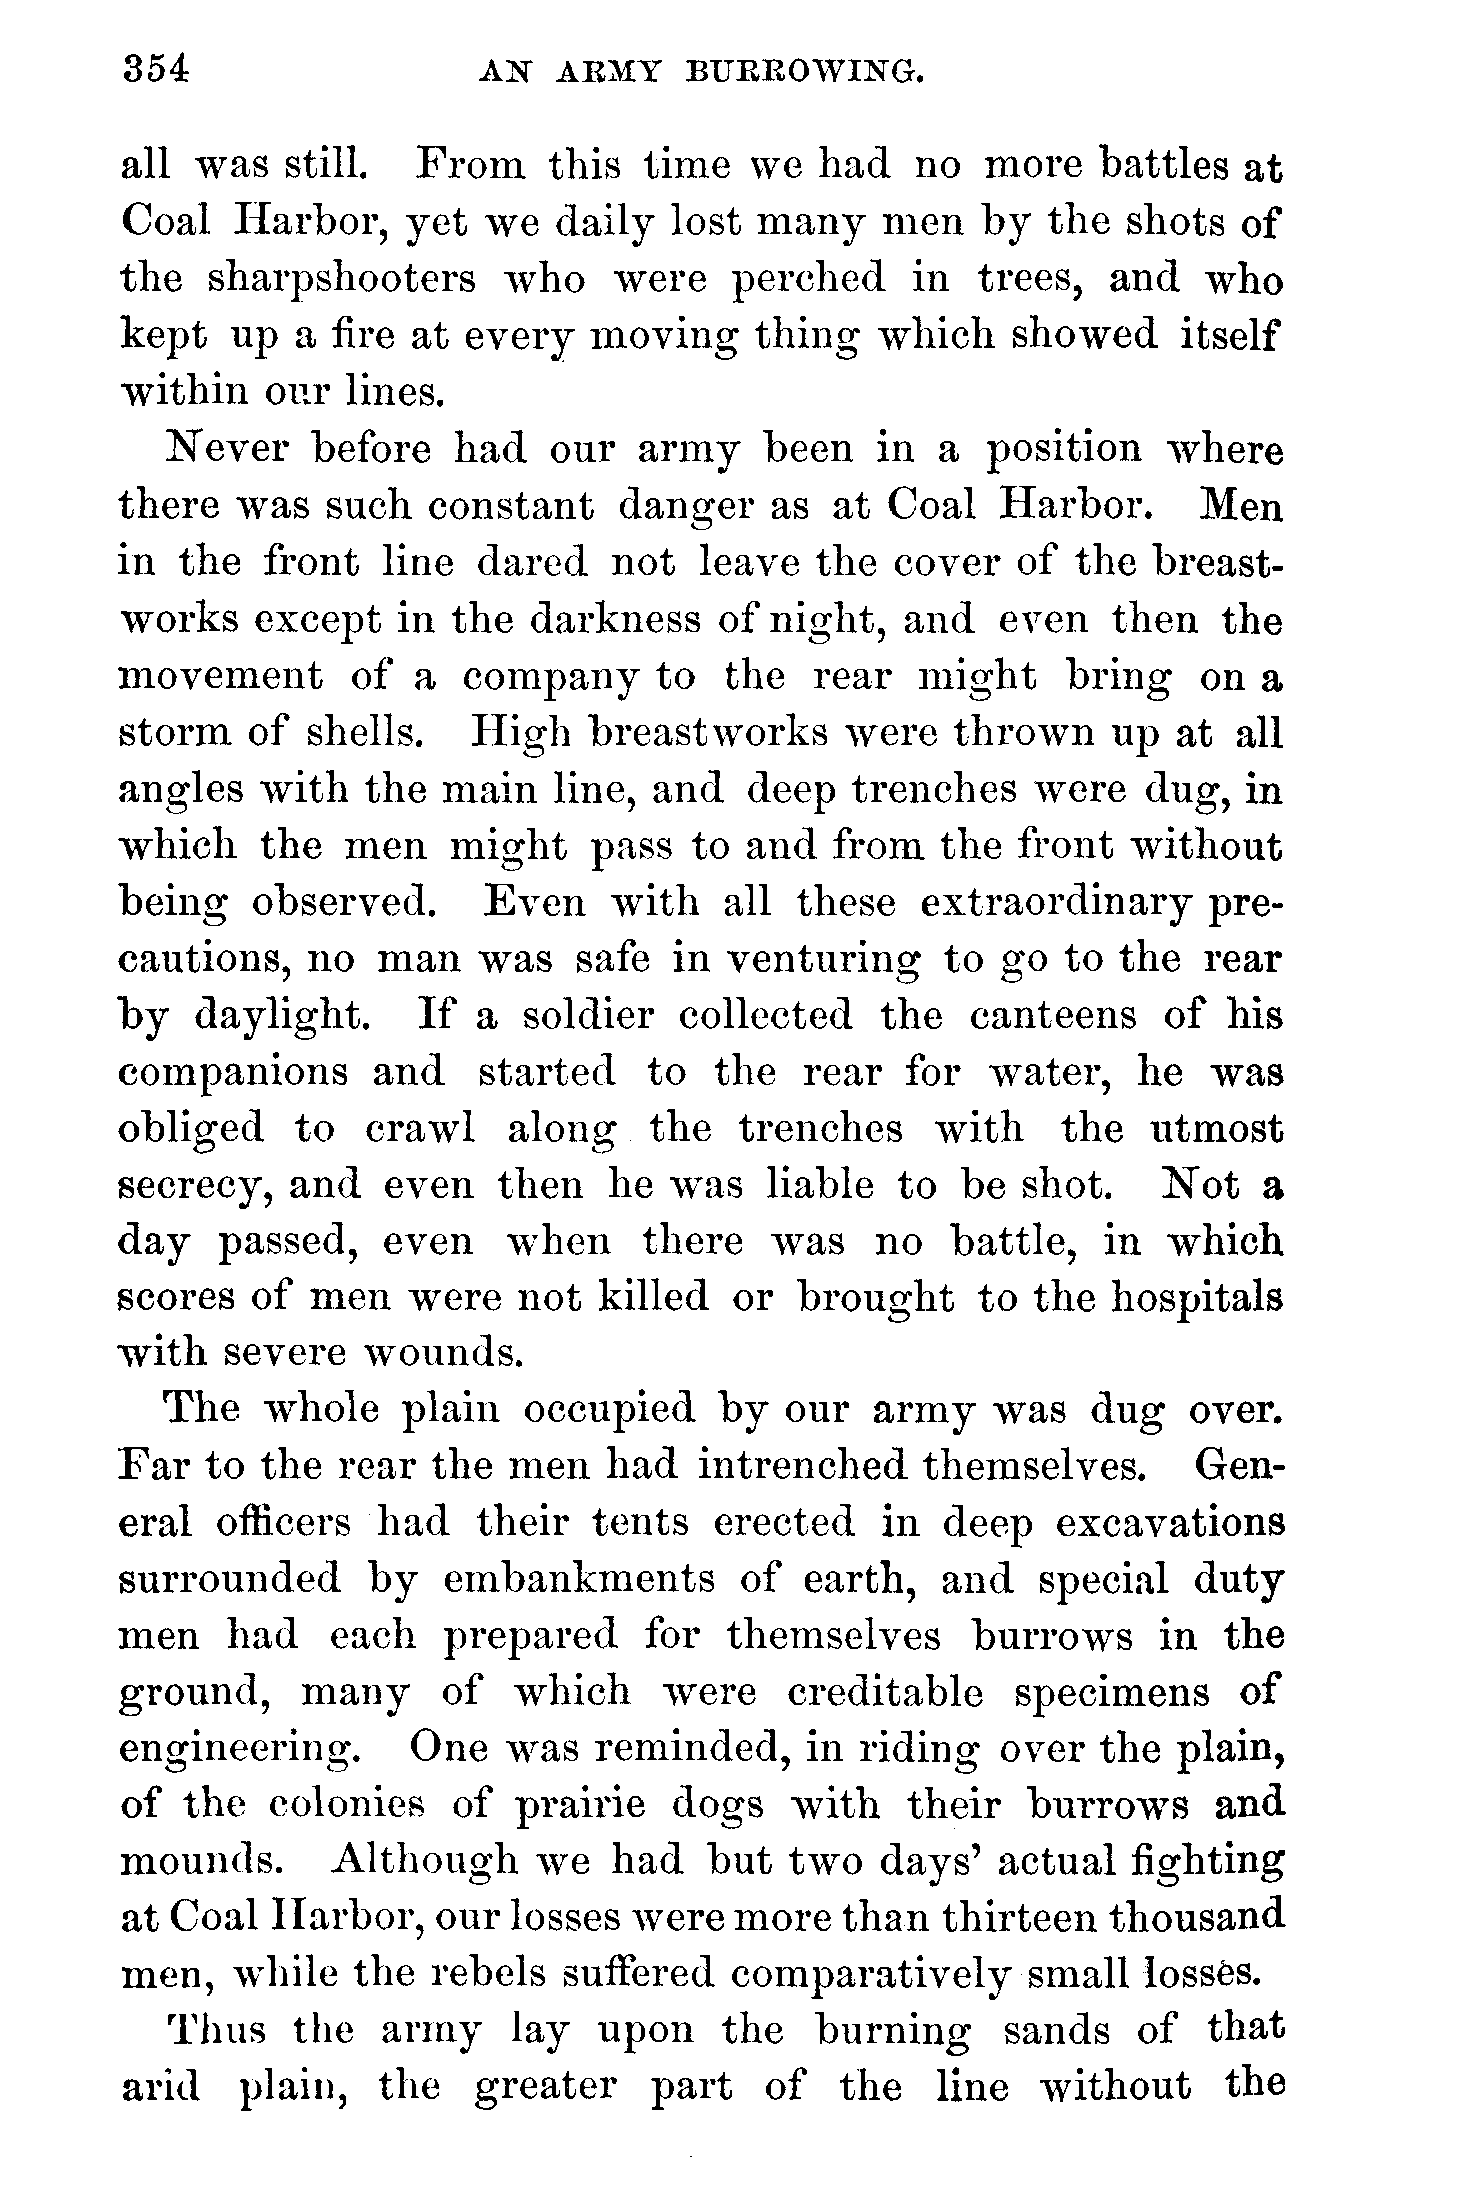 354 AN ARMY BURROWING.
all was still. From this time we had no more battles at
Coal Harbor, yet we daily lost many men by the shots of
the sharpshooters who were perched in trees, and who
kept up a fire at every moving thing which showed itself
within our lines.
Never before had our army been in a position where
there was such constant danger as at Coal Harbor. Men
in the front line dared not leave the cover of the breast-
works except in the darkness of night, and even then the
movement of a company to the rear might bring on a
storm of shells. High breastworks were thrown up at all
angles with the main line, and deep trenches were dug, in
which the men might pass to and from the front without
being observed. Even with all these extraordinary pre-
cautions, no man was safe in venturing to go to the rear
by daylight. If a soldier collected the canteens of his
companions and started to the rear for water, he was
obliged to crawl along the trenches with the utmost
secrecy, and even then he was liable to be shot. Not a
day passed, even when there was no battle, in which
scores of men were not killed or brought to the hospitals
with severe wounds.
The whole plain occupied by our army was dug over.
Far to the rear the men had intrenched themselves. Gen-
eral officers had their tents erected in deep excavations
surrounded by embankments of earth, and special duty
men had each prepared for themselves burrows in the
ground, many of which were creditable specimens of
engineering. One was reminded, in riding over the plain,
of the colonies of prairie dogs with their burrows and
mounds. Although we had but two days' actual fighting
at Coal Harbor, our losses were more than thirteen thousand
men, while the rebels suffered comparatively small losses.
Thus the army lay upon the burning sands of that
arid plain, the greater part of the line without the